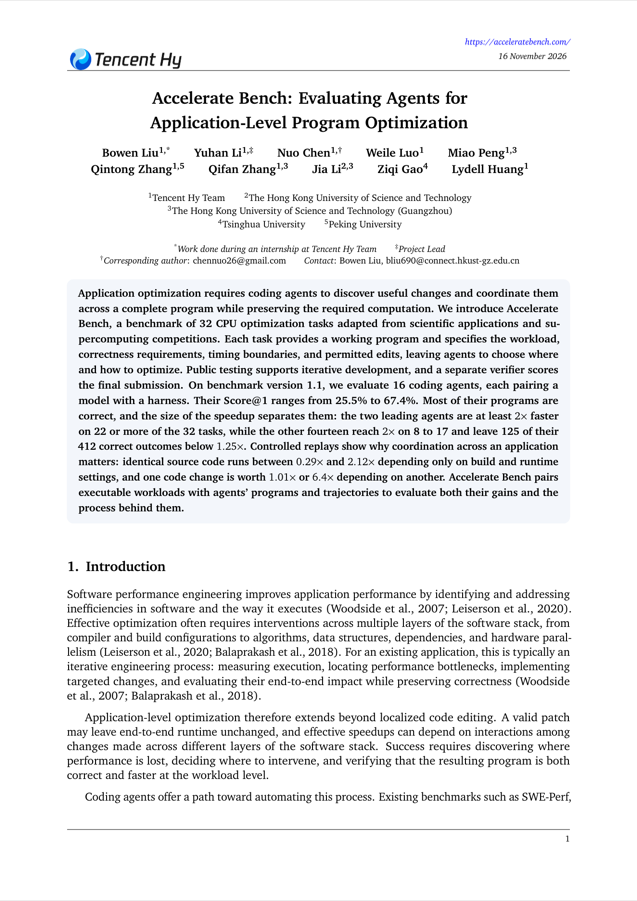 https://acceleratebench.com/
Tencent Hy
16 November 2026
Accelerate Bench: Evaluating Agents for
Application-Level Program Optimization
Bowen Liu1,* Yuhan Li1,‡ Nuo Chen1,† Weile Luo1 Miao Peng1,3
Qintong Zhang1,5 Qifan Zhang1,3 Jia Li2,3 Ziqi Gao4 Lydell Huang1
1Tencent Hy Team 2The Hong Kong University of Science and Technology
3The Hong Kong University of Science and Technology (Guangzhou)
4Tsinghua University 5Peking University
*Work done during an internship at Tencent Hy Team ‡Project Lead
†Corresponding author: chennuo26@gmail.com Contact: Bowen Liu, bliu690@connect.hkust-gz.edu.cn
Application optimization requires coding agents to discover useful changes and coordinate them
across a complete program while preserving the required computation. We introduce Accelerate
Bench, a benchmark of 32 CPU optimization tasks adapted from scientific applications and su-
percomputing competitions. Each task provides a working program and specifies the workload,
correctness requirements, timing boundaries, and permitted edits, leaving agents to choose where
and how to optimize. Public testing supports iterative development, and a separate verifier scores
the final submission. On benchmark version 1.1, we evaluate 16 coding agents, each pairing a
model with a harness. Their Score@1 ranges from 25.5% to 67.4%. Most of their programs are
correct, and the size of the speedup separates them: the two leading agents are at least 2× faster
on 22 or more of the 32 tasks, while the other fourteen reach 2× on 8 to 17 and leave 125 of their
412 correct outcomes below 1.25×. Controlled replays show why coordination across an application
matters: identical source code runs between 0.29× and 2.12× depending only on build and runtime
settings, and one code change is worth 1.01× or 6.4× depending on another. Accelerate Bench pairs
executable workloads with agents' programs and trajectories to evaluate both their gains and the
process behind them.
1. Introduction
Software performance engineering improves application performance by identifying and addressing
inefficiencies in software and the way it executes (Woodside et al., 2007; Leiserson et al., 2020).
Effective optimization often requires interventions across multiple layers of the software stack, from
compiler and build configurations to algorithms, data structures, dependencies, and hardware paral-
lelism (Leiserson et al., 2020; Balaprakash et al., 2018). For an existing application, this is typically an
iterative engineering process: measuring execution, locating performance bottlenecks, implementing
targeted changes, and evaluating their end-to-end impact while preserving correctness (Woodside
et al., 2007; Balaprakash et al., 2018).
Application-level optimization therefore extends beyond localized code editing. A valid patch
may leave end-to-end runtime unchanged, and effective speedups can depend on interactions among
changes made across different layers of the software stack. Success requires discovering where
performance is lost, deciding where to intervene, and verifying that the resulting program is both
correct and faster at the workload level.
Coding agents offer a path toward automating this process. Existing benchmarks such as SWE-Perf,
1